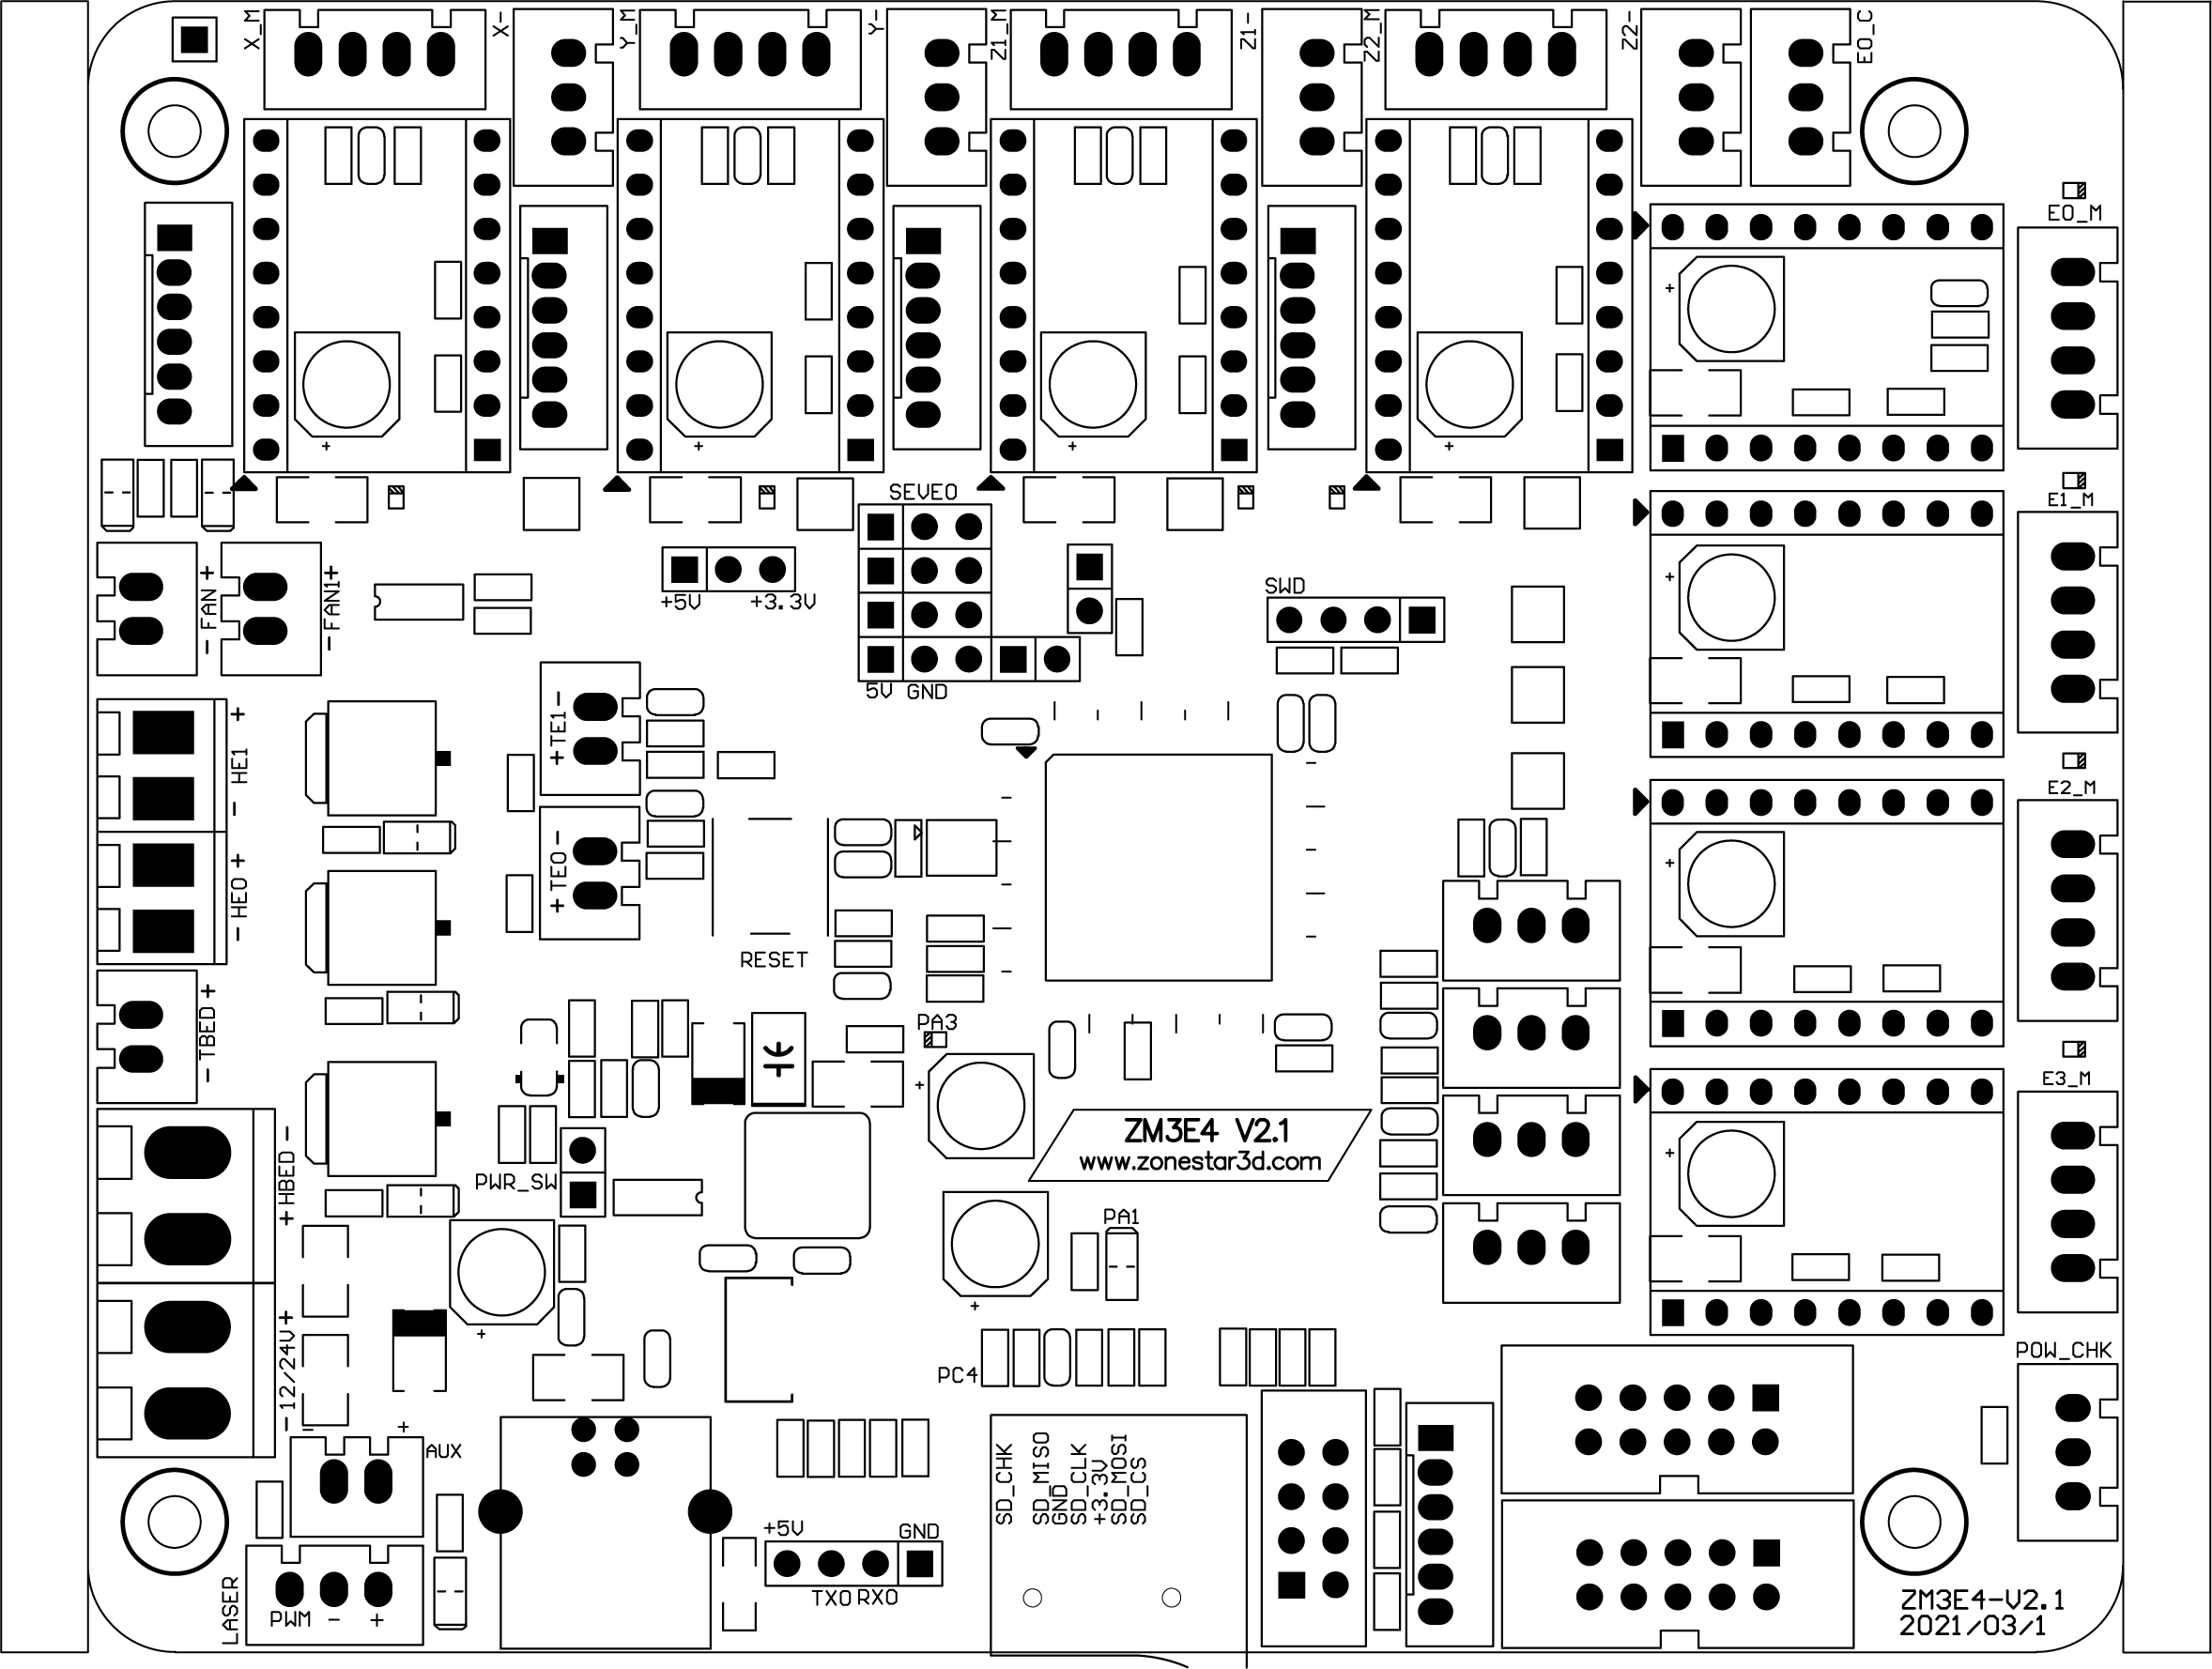 X_M
X-
Y_M
Y-
Z1_M
Z1-
Z2_M
Z2-
E0_C
E0_M
SEVEO
E1_M
- FAN +
-FAN1+
+5V
+3.3V
SWD
5V GND
- HE1 +
+TE1-
E2_M
-HE0+
+TE0-
RESET
-TBED+
PA3
E3_M
ZM3E4 V2.1
www.zonestar3d.com
+HBED-
PWR_SW
PA1
-12/24V+
POW_CHK
PC4
+
AUX
SD_CHK
SD_MISO
GND
SD_CLK
+3.3V
SD_MOSI
SD_CS
+5V
GND
TX0 RX0
LASER
PWM - +
ZM3E4-V2.1
2021/03/1